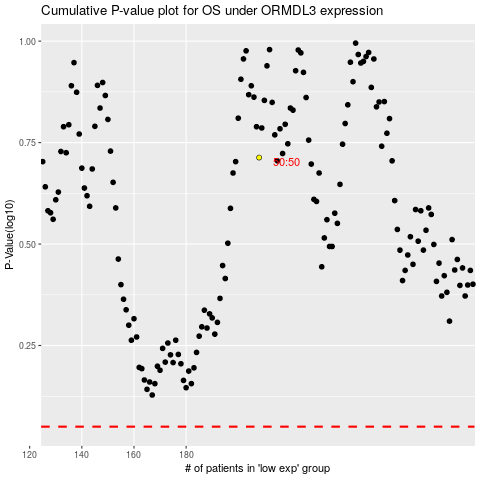 Cumulative P-value plot for OS under ORMDL3 expression
P-Value(log10)
1.00
0.75
0.50
0.25
50:50
120 140 160 180
# of patients in 'low exp' group